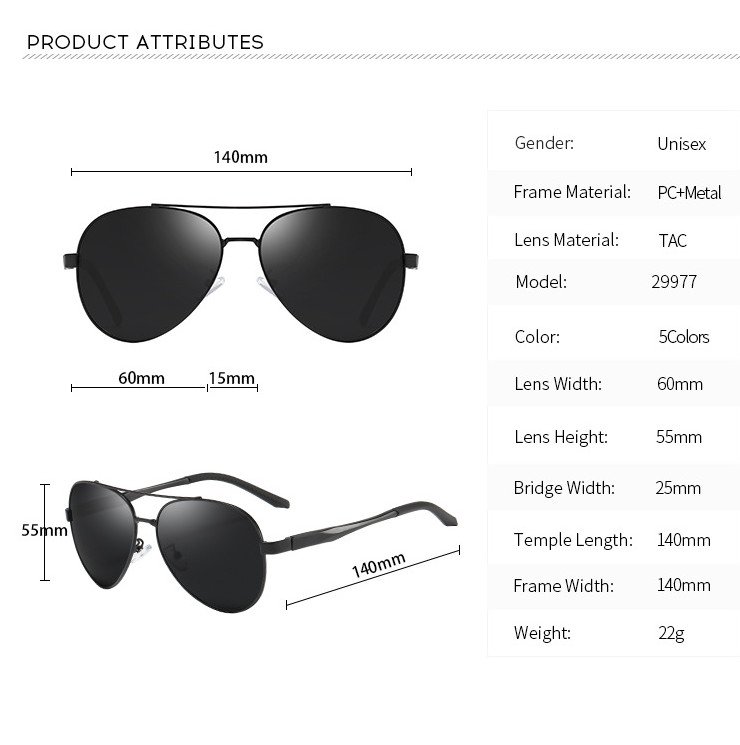 PRODUCT ATTRIBUTES
140mm
60mm 15mm
55mm
140mm
Gender: Unisex
Frame Material: PC+Metal
Lens Material: TAC
Model: 29977
Color: 5Colors
Lens Width: 60mm
Lens Height: 55mm
Bridge Width: 25mm
Temple Length: 140mm
Frame Width: 140mm
Weight: 22g